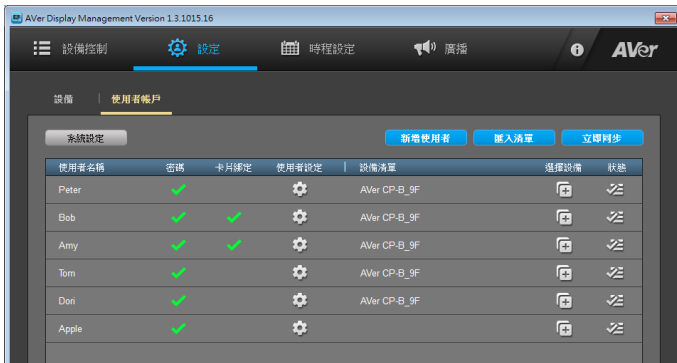 AVer Display Management Version 1.3.1015.16
設備控制 設定 時程設定 廣播 AVer
設備 使用者帳戶
系統設定 新增使用者 匯入清單 立即同步
使用者名稱 密碼 卡片綁定 使用者設定 設備清單 選擇設備 狀態
Peter AVer CP-B_9F
Bob AVer CP-B_9F
Amy AVer CP-B_9F
Tom AVer CP-B_9F
Dori AVer CP-B_9F
Apple